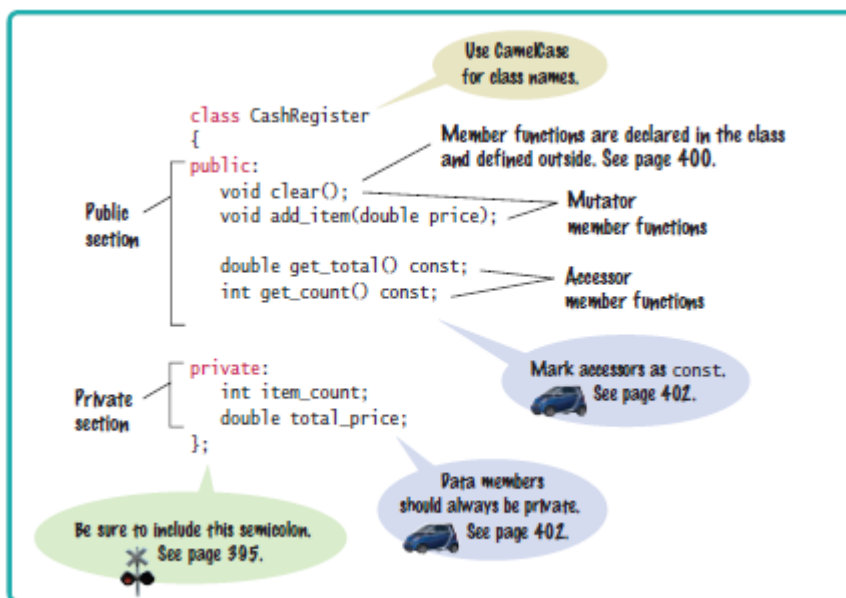 Use CamelCase
for class names.
class CashRegister
{
Member functions are declared in the class
and defined outside. See page 400.
public:
void clear();
void add_item(double price);
Mutator
member functions
Public
section
double get_total() const;
int get_count() const;
Accessor
member functions
Mark accessors as const.
See page 402.
private:
int item_count;
double total_price;
};
Private
section
Data members
should always be private.
See page 402.
Be sure to include this semicolon.
See page 395.